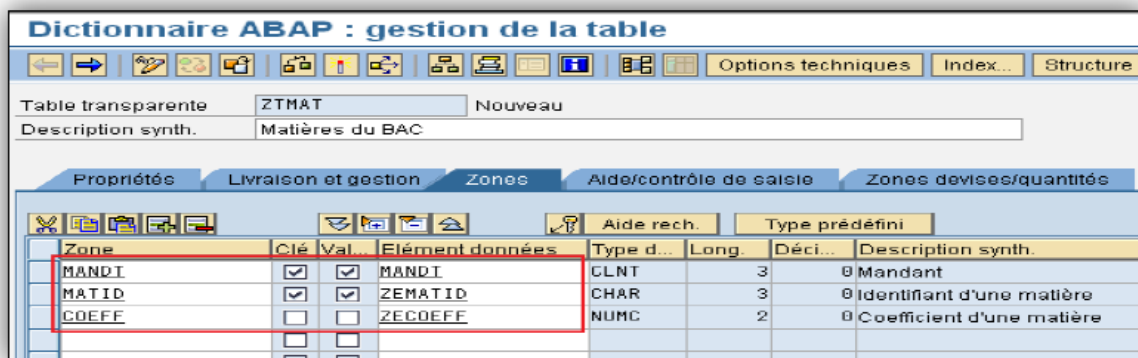 Dictionnaire ABAP : gestion de la table
Options techniques Index... Structure
Table transparente ZTMAT Nouveau
Description synth. Matières du BAC
Propriétés Livraison et gestion Zones Aide/contrôle de saisie Zones devises/quantités
Aide rech. Type prédéfini
Zone Clé Val... Elément données Type d... Long. Déci... Description synth.
MANDT MANDT CLNT 3 0 Mandant
MATID ZEMATID CHAR 3 0 Identifiant d'une matière
COEFF ZECOEFF NUMC 2 0 Coefficient d'une matière